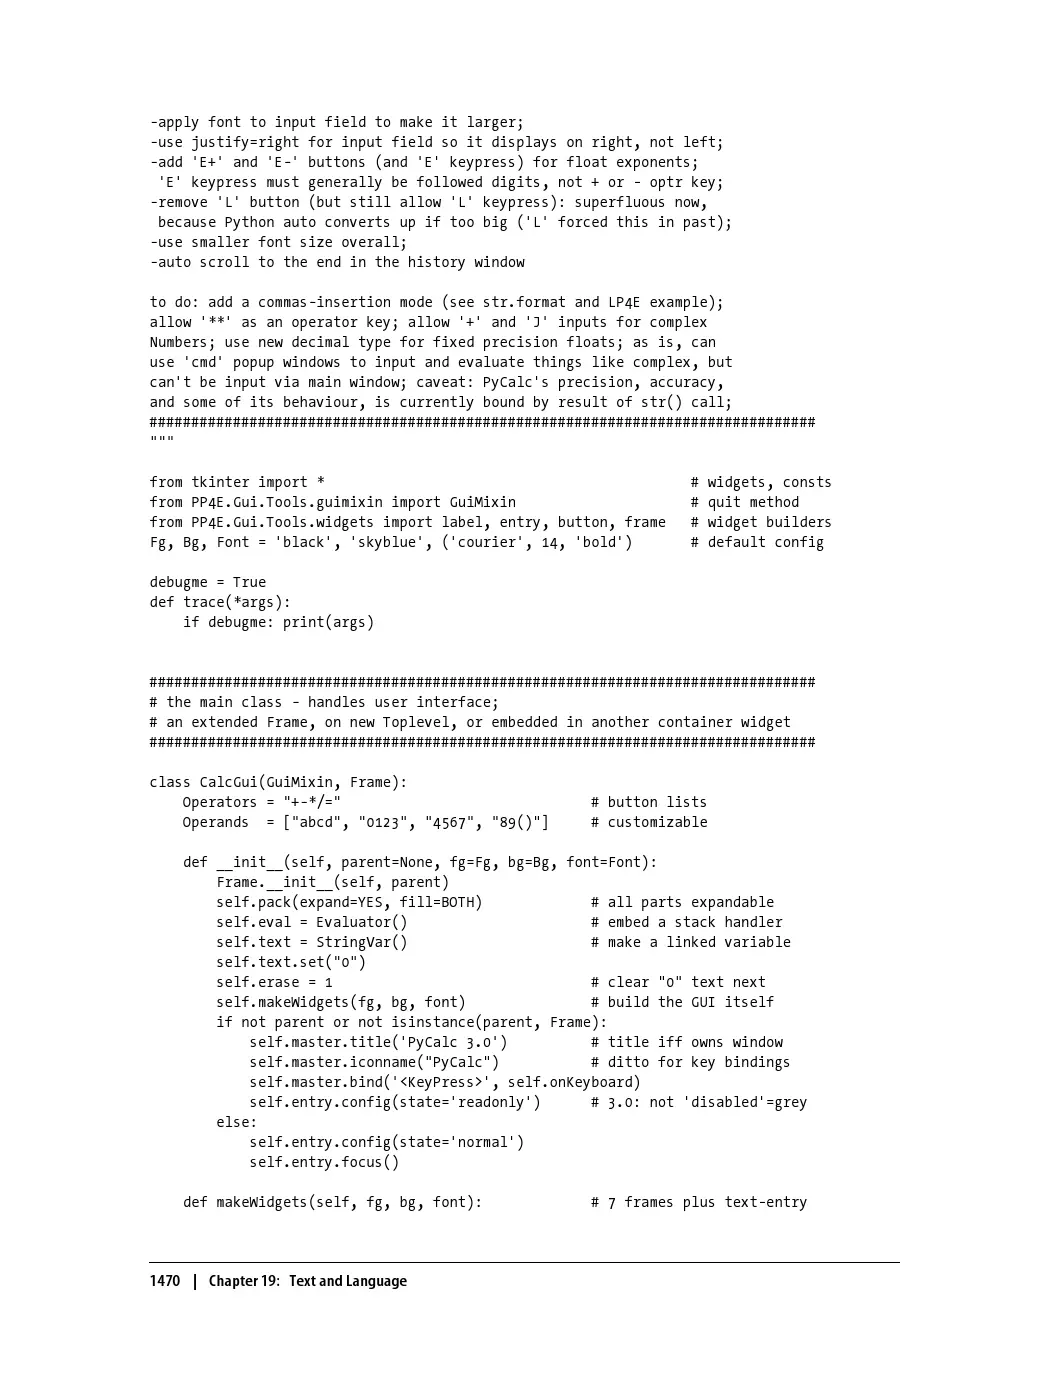 -apply font to input field to make it larger;
-use justify=right for input field so it displays on right, not left;
-add 'E+' and 'E-' buttons (and 'E' keypress) for float exponents;
 'E' keypress must generally be followed digits, not + or - optr key;
-remove 'L' button (but still allow 'L' keypress): superfluous now,
 because Python auto converts up if too big ('L' forced this in past);
-use smaller font size overall;
-auto scroll to the end in the history window

to do: add a commas-insertion mode (see str.format and LP4E example);
allow '**' as an operator key; allow '+' and 'J' inputs for complex
Numbers; use new decimal type for fixed precision floats; as is, can
use 'cmd' popup windows to input and evaluate things like complex, but
can't be input via main window; caveat: PyCalc's precision, accuracy,
and some of its behaviour, is currently bound by result of str() call;
################################################################################
"""

from tkinter import *                                            # widgets, consts
from PP4E.Gui.Tools.guimixin import GuiMixin                     # quit method
from PP4E.Gui.Tools.widgets import label, entry, button, frame   # widget builders
Fg, Bg, Font = 'black', 'skyblue', ('courier', 14, 'bold')       # default config

debugme = True
def trace(*args):
    if debugme: print(args)


################################################################################
# the main class - handles user interface;
# an extended Frame, on new Toplevel, or embedded in another container widget
################################################################################

class CalcGui(GuiMixin, Frame):
    Operators = "+-*/="                              # button lists
    Operands  = ["abcd", "0123", "4567", "89()"]     # customizable

    def __init__(self, parent=None, fg=Fg, bg=Bg, font=Font):
        Frame.__init__(self, parent)
        self.pack(expand=YES, fill=BOTH)             # all parts expandable
        self.eval = Evaluator()                      # embed a stack handler
        self.text = StringVar()                      # make a linked variable
        self.text.set("0")
        self.erase = 1                               # clear "0" text next
        self.makeWidgets(fg, bg, font)               # build the GUI itself
        if not parent or not isinstance(parent, Frame):
            self.master.title('PyCalc 3.0')          # title iff owns window
            self.master.iconname("PyCalc")           # ditto for key bindings
            self.master.bind('<KeyPress>', self.onKeyboard)
            self.entry.config(state='readonly')      # 3.0: not 'disabled'=grey
        else:
            self.entry.config(state='normal')
            self.entry.focus()

    def makeWidgets(self, fg, bg, font):             # 7 frames plus text-entry

1470 | Chapter 19: Text and Language